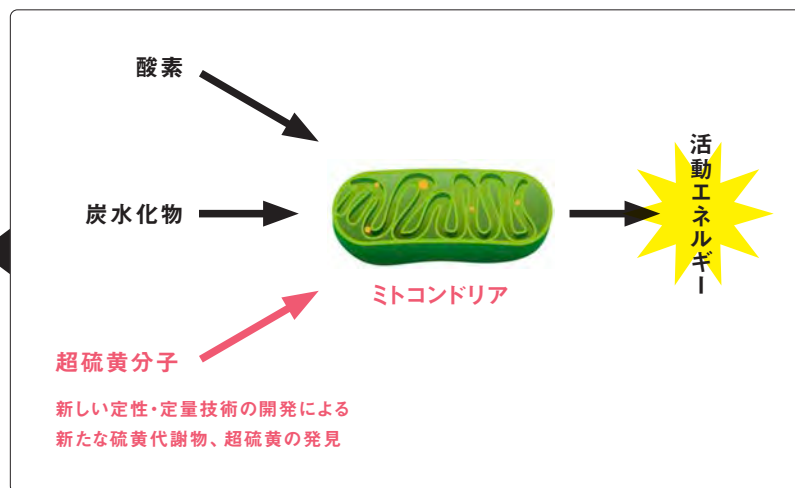 酸素
炭水化物
ミトコンドリア
活動エネルギー
超硫黄分子
新しい定性・定量技術の開発による
新たな硫黄代謝物、超硫黄の発見